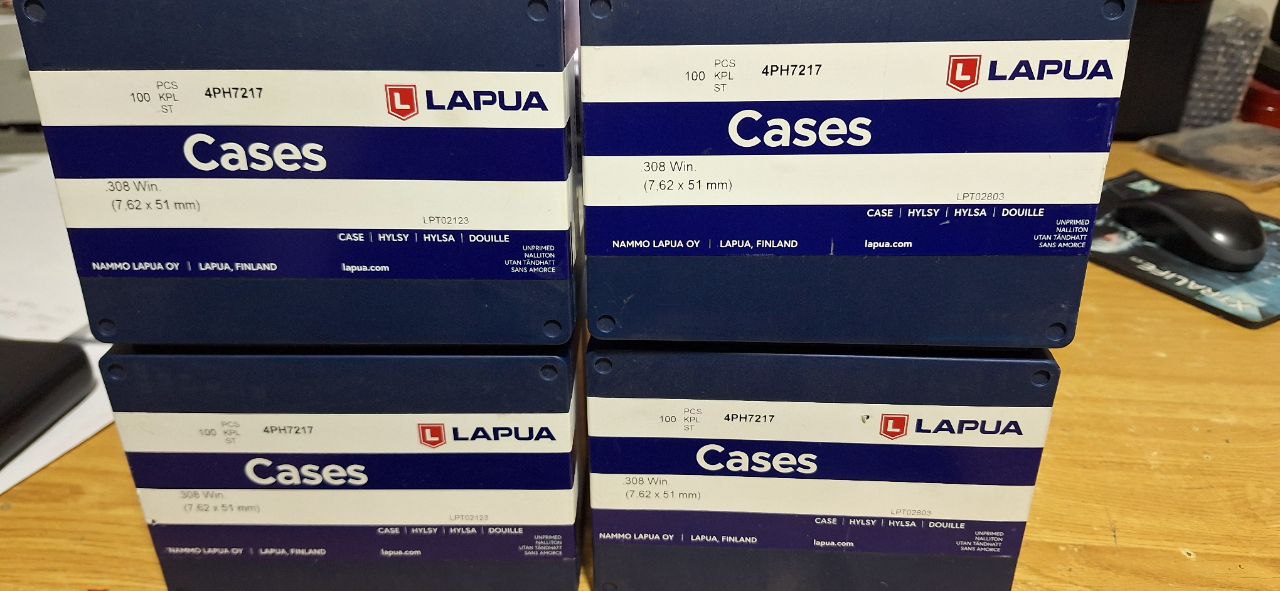 PCS
100 KPL 4PH7217
ST
LAPUA
Cases
.308 Win.
(7.62 x 51 mm)
LPT02123
CASE | HYLSY | HYLSA | DOUILLE
NAMMO LAPUA OY | LAPUA, FINLAND lapua.com
UNPRIMED
NALLITON
UTAN TÄNDHATT
SANS AMORCE
PCS
100 KPL 4PH7217
ST
LAPUA
Cases
.308 Win.
(7.62 x 51 mm)
LPT02803
CASE | HYLSY | HYLSA | DOUILLE
NAMMO LAPUA OY | LAPUA, FINLAND lapua.com
UNPRIMED
NALLITON
UTAN TÄNDHATT
SANS AMORCE
PCS
100 KPL 4PH7217
ST
LAPUA
Cases
.308 Win.
(7.62 x 51 mm)
LPT02123
CASE | HYLSY | HYLSA | DOUILLE
NAMMO LAPUA OY | LAPUA, FINLAND lapua.com
UNPRIMED
NALLITON
UTAN TÄNDHATT
SANS AMORCE
PCS
100 KPL 4PH7217
ST
LAPUA
Cases
.308 Win.
(7.62 x 51 mm)
LPT02803
CASE | HYLSY | HYLSA | DOUILLE
NAMMO LAPUA OY | LAPUA, FINLAND lapua.com
UNPRIMED
NALLITON
UTAN TÄNDHATT
SANS AMORCE
XTRALIFE